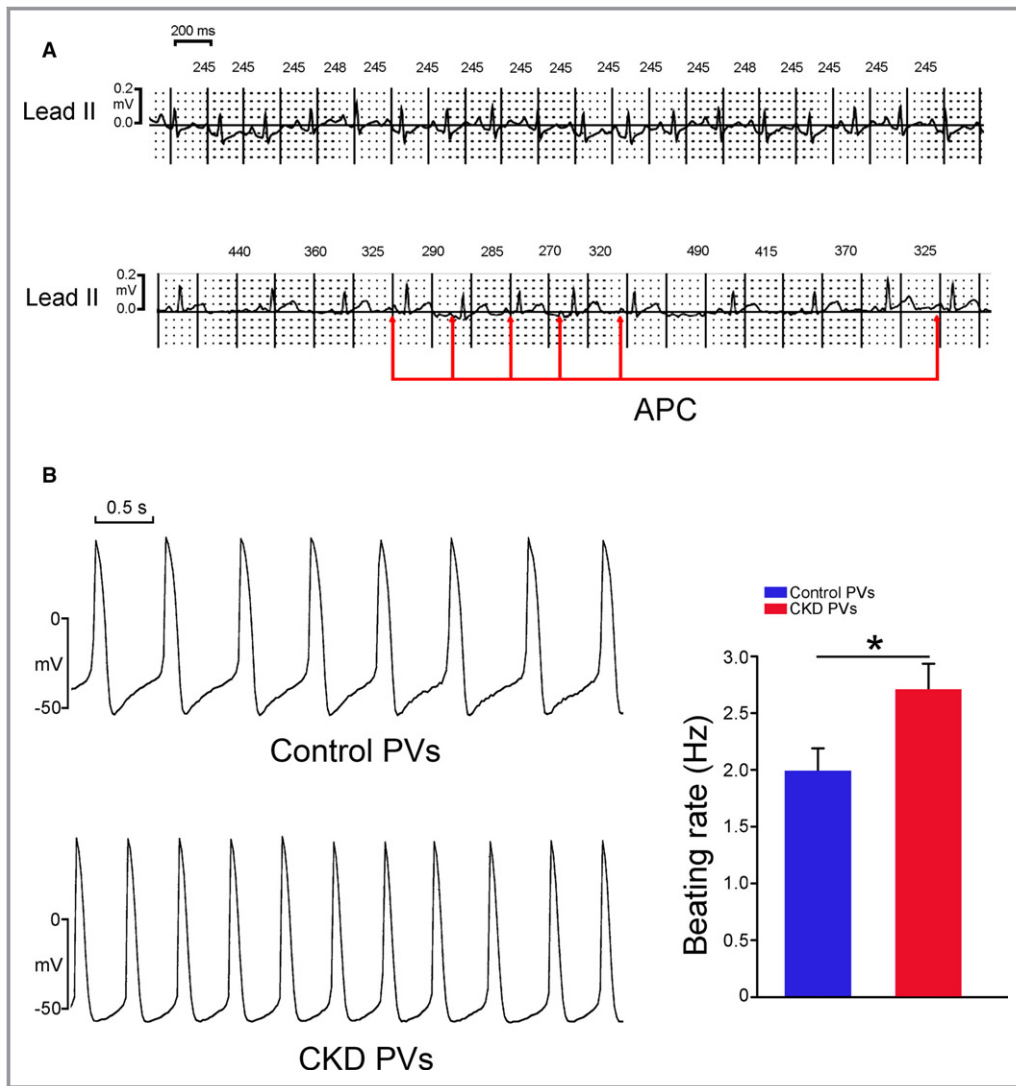 A
200 ms
245 245 245 248 245 245 245 245 245 245 245 248 245 245 245 245
0.2
Lead II mV
0.0
440 360 325 290 285 270 320 490 415 370 325
0.2
Lead II mV
0.0
APC
B
0.5 s
0
mV
-50
Control PVs
0
mV
-50
CKD PVs
Control PVs
CKD PVs
*
3.0
2.5
2.0
1.5
1.0
0.5
0
Beating rate (Hz)